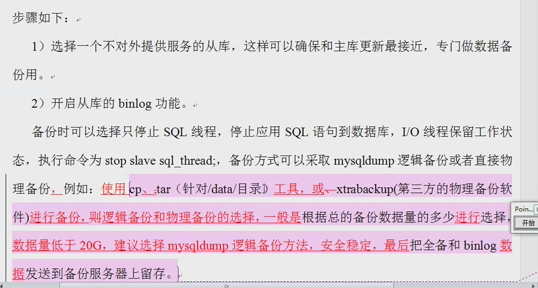 步骤如下：
1）选择一个不对外提供服务的从库，这样可以确保和主库更新最接近，专门做数据备
份用。
2）开启从库的 binlog 功能。
备份时可以选择只停止 SQL 线程，停止应用 SQL 语句到数据库，I/O 线程保留工作状
态，执行命令为 stop slave sql_thread;，备份方式可以采取 mysqldump 逻辑备份或者直接物
理备份，例如：使用 cp、tar（针对/data/目录）工具，或 xtrabackup(第三方的物理备份软
件)进行备份，则逻辑备份和物理备份的选择，一般是根据总的备份数据量的多少进行选择，
数据量低于 20G，建议选择 mysqldump 逻辑备份方法，安全稳定，最后把全备和 binlog 数
据发送到备份服务器上留存。
Poin...
开始